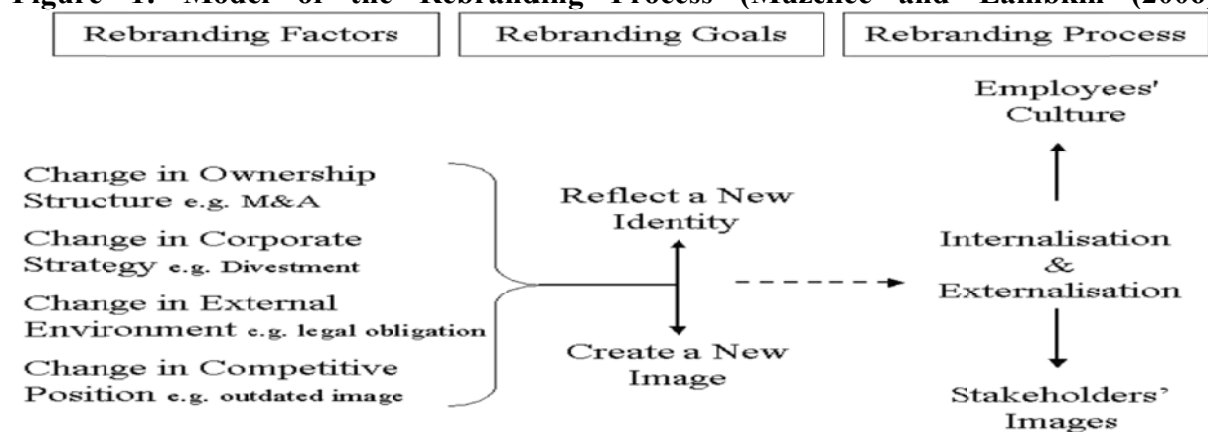 Figure 1: Model of the Rebranding Process (Muzellec and Lambkin (2006)
Rebranding Factors
Rebranding Goals
Rebranding Process
Change in Ownership
Structure e.g. M&A
Change in Corporate
Strategy e.g. Divestment
Change in External
Environment e.g. legal obligation
Change in Competitive
Position e.g. outdated image
Reflect a New
Identity
Create a New
Image
Employees'
Culture
Internalisation
&
Externalisation
Stakeholders'
Images